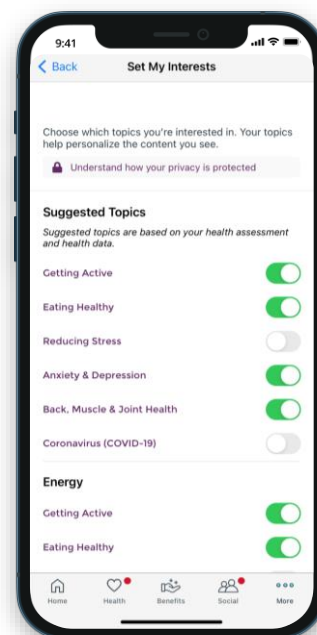 9:41
Back Set My Interests
Choose which topics you're interested in. Your topics
help personalize the content you see.
Understand how your privacy is protected
Suggested Topics
Suggested topics are based on your health assessment
and health data.
Getting Active
Eating Healthy
Reducing Stress
Anxiety & Depression
Back, Muscle & Joint Health
Coronavirus (COVID-19)
Energy
Getting Active
Eating Healthy
Home Health Benefits Social More